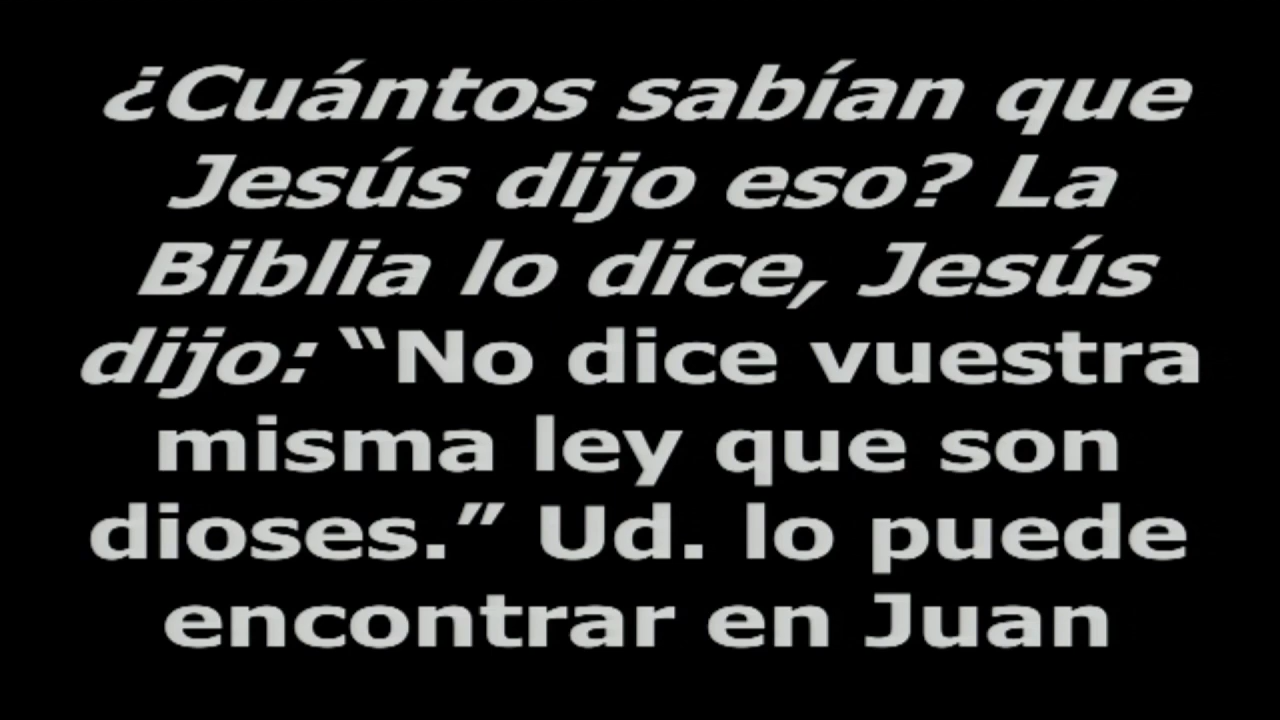 ¿Cuántos sabían que
Jesús dijo eso? La
Biblia lo dice, Jesús
dijo: “No dice vuestra
misma ley que son
dioses.” Ud. lo puede
encontrar en Juan